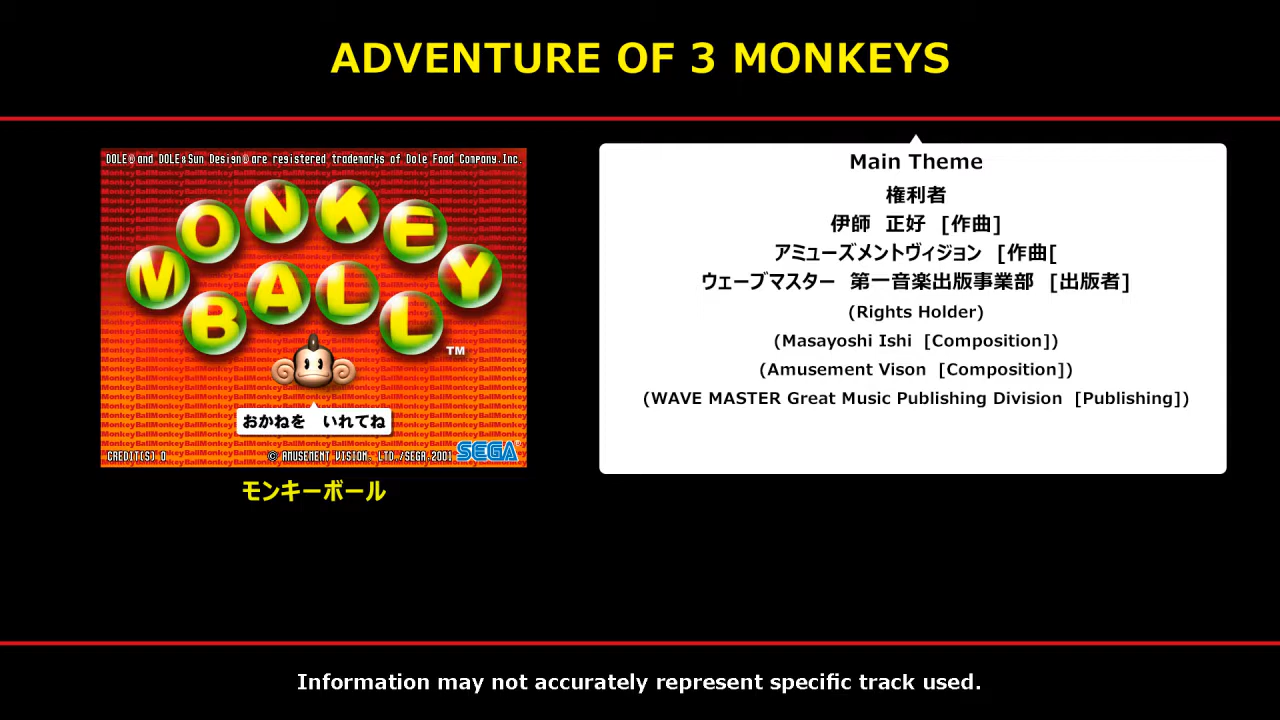 ADVENTURE OF 3 MONKEYS
DOLE® and DOLE&Sun Design® are registered trademarks of Dole Food Company,Inc.
MONKEY
BALL
TM
おかねを　いれてね
CREDIT(S) 0
© AMUSEMENT VISION, LTD./SEGA,2001
SEGA
モンキーボール
Main Theme
権利者
伊師　正好　[作曲]
アミューズメントヴィジョン　[作曲[
ウェーブマスター　第一音楽出版事業部　[出版者]
(Rights Holder)
(Masayoshi Ishi  [Composition])
(Amusement Vison  [Composition])
(WAVE MASTER Great Music Publishing Division  [Publishing])
Information may not accurately represent specific track used.